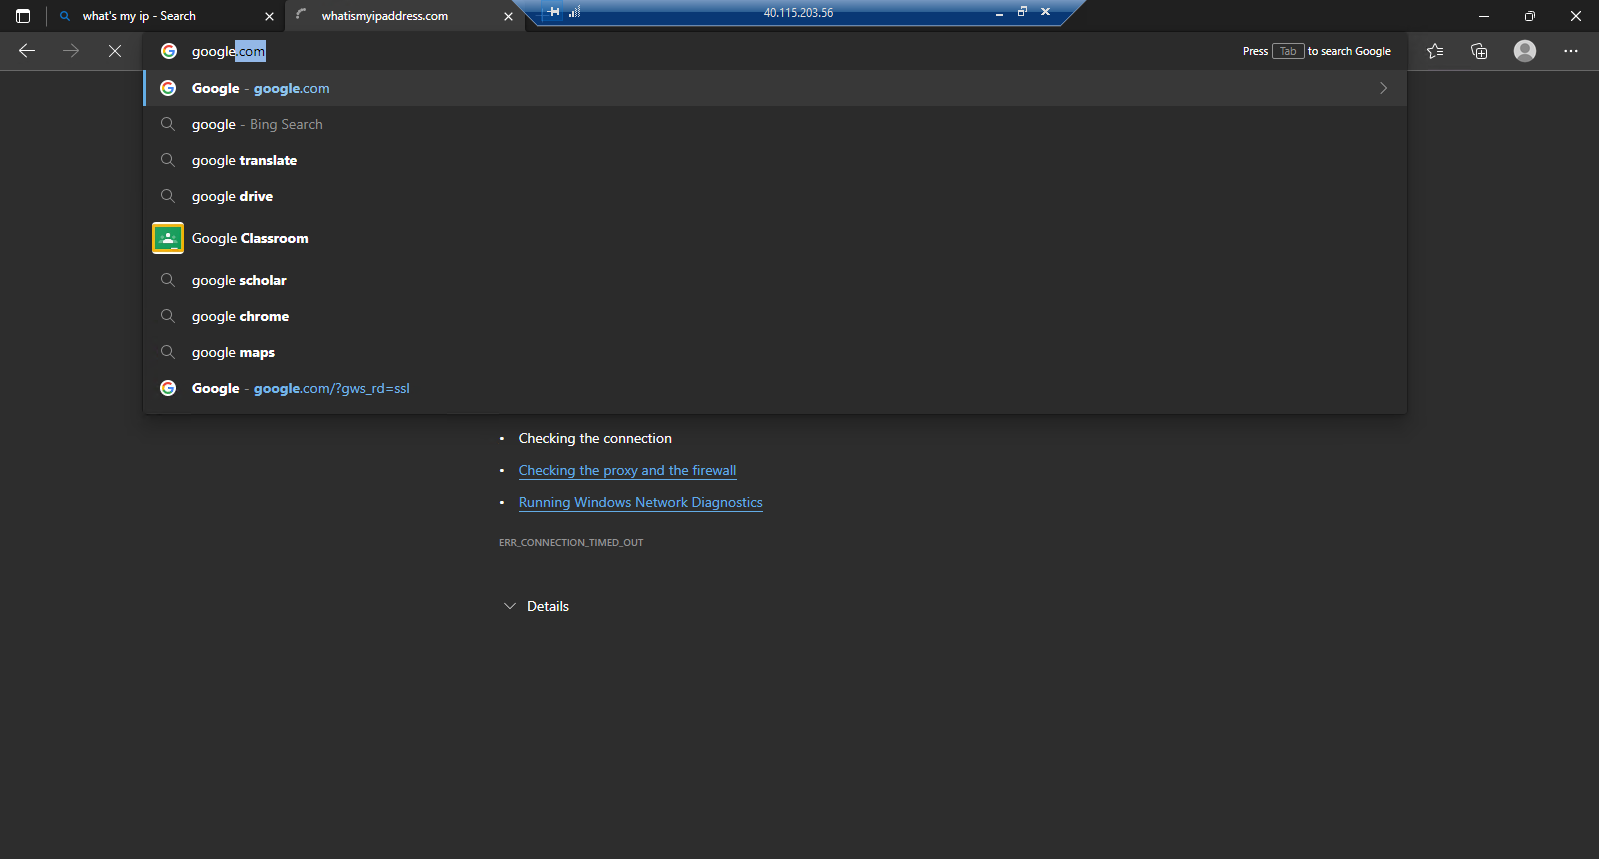 what's my ip - Search
whatismyipaddress.com
40.115.203.56
google.com
Press Tab to search Google
Google - google.com
google - Bing Search
google translate
google drive
Google Classroom
google scholar
google chrome
google maps
Google - google.com/?gws_rd=ssl
• Checking the connection
• Checking the proxy and the firewall
• Running Windows Network Diagnostics
ERR_CONNECTION_TIMED_OUT
Details